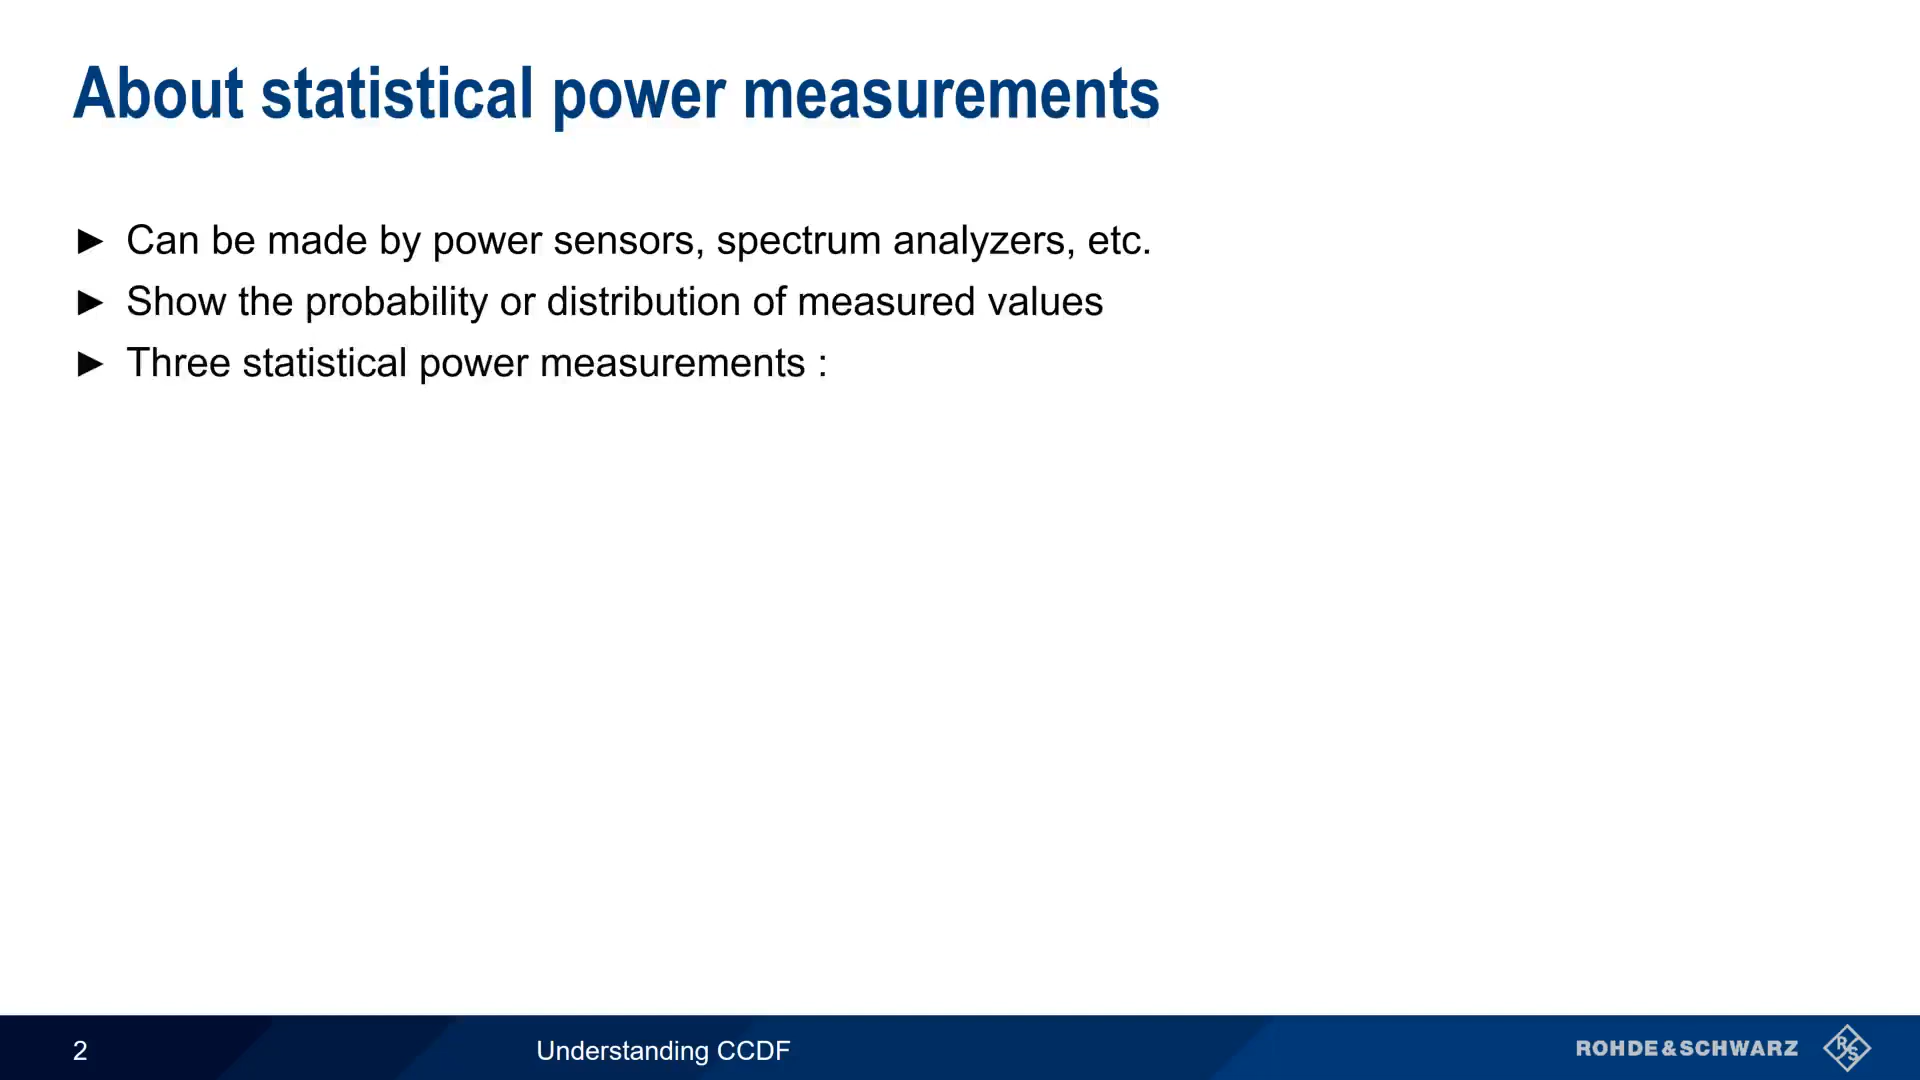 About statistical power measurements
► Can be made by power sensors, spectrum analyzers, etc.
► Show the probability or distribution of measured values
► Three statistical power measurements :
2
Understanding CCDF
ROHDE&SCHWARZ
R&S